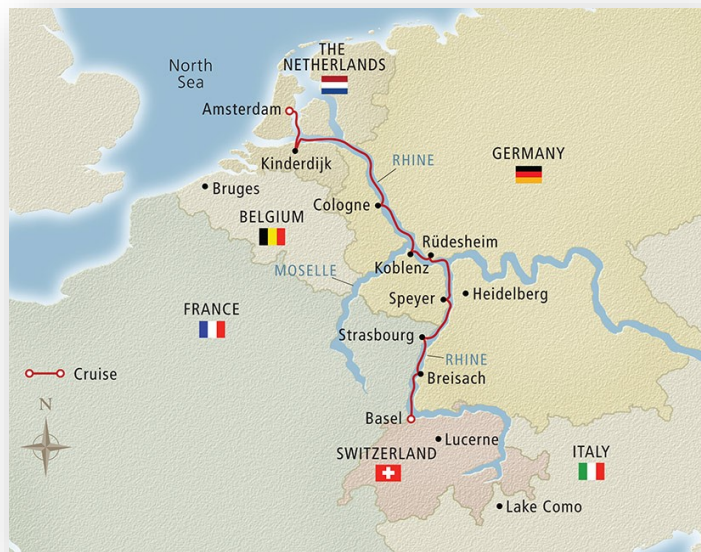 North
Sea
THE
NETHERLANDS
Amsterdam
Kinderdijk
RHINE
GERMANY
Bruges
Cologne
BELGIUM
Rüdesheim
Koblenz
MOSELLE
Heidelberg
Speyer
FRANCE
Strasbourg
RHINE
Cruise
Breisach
N
Basel
Lucerne
SWITZERLAND
ITALY
Lake Como